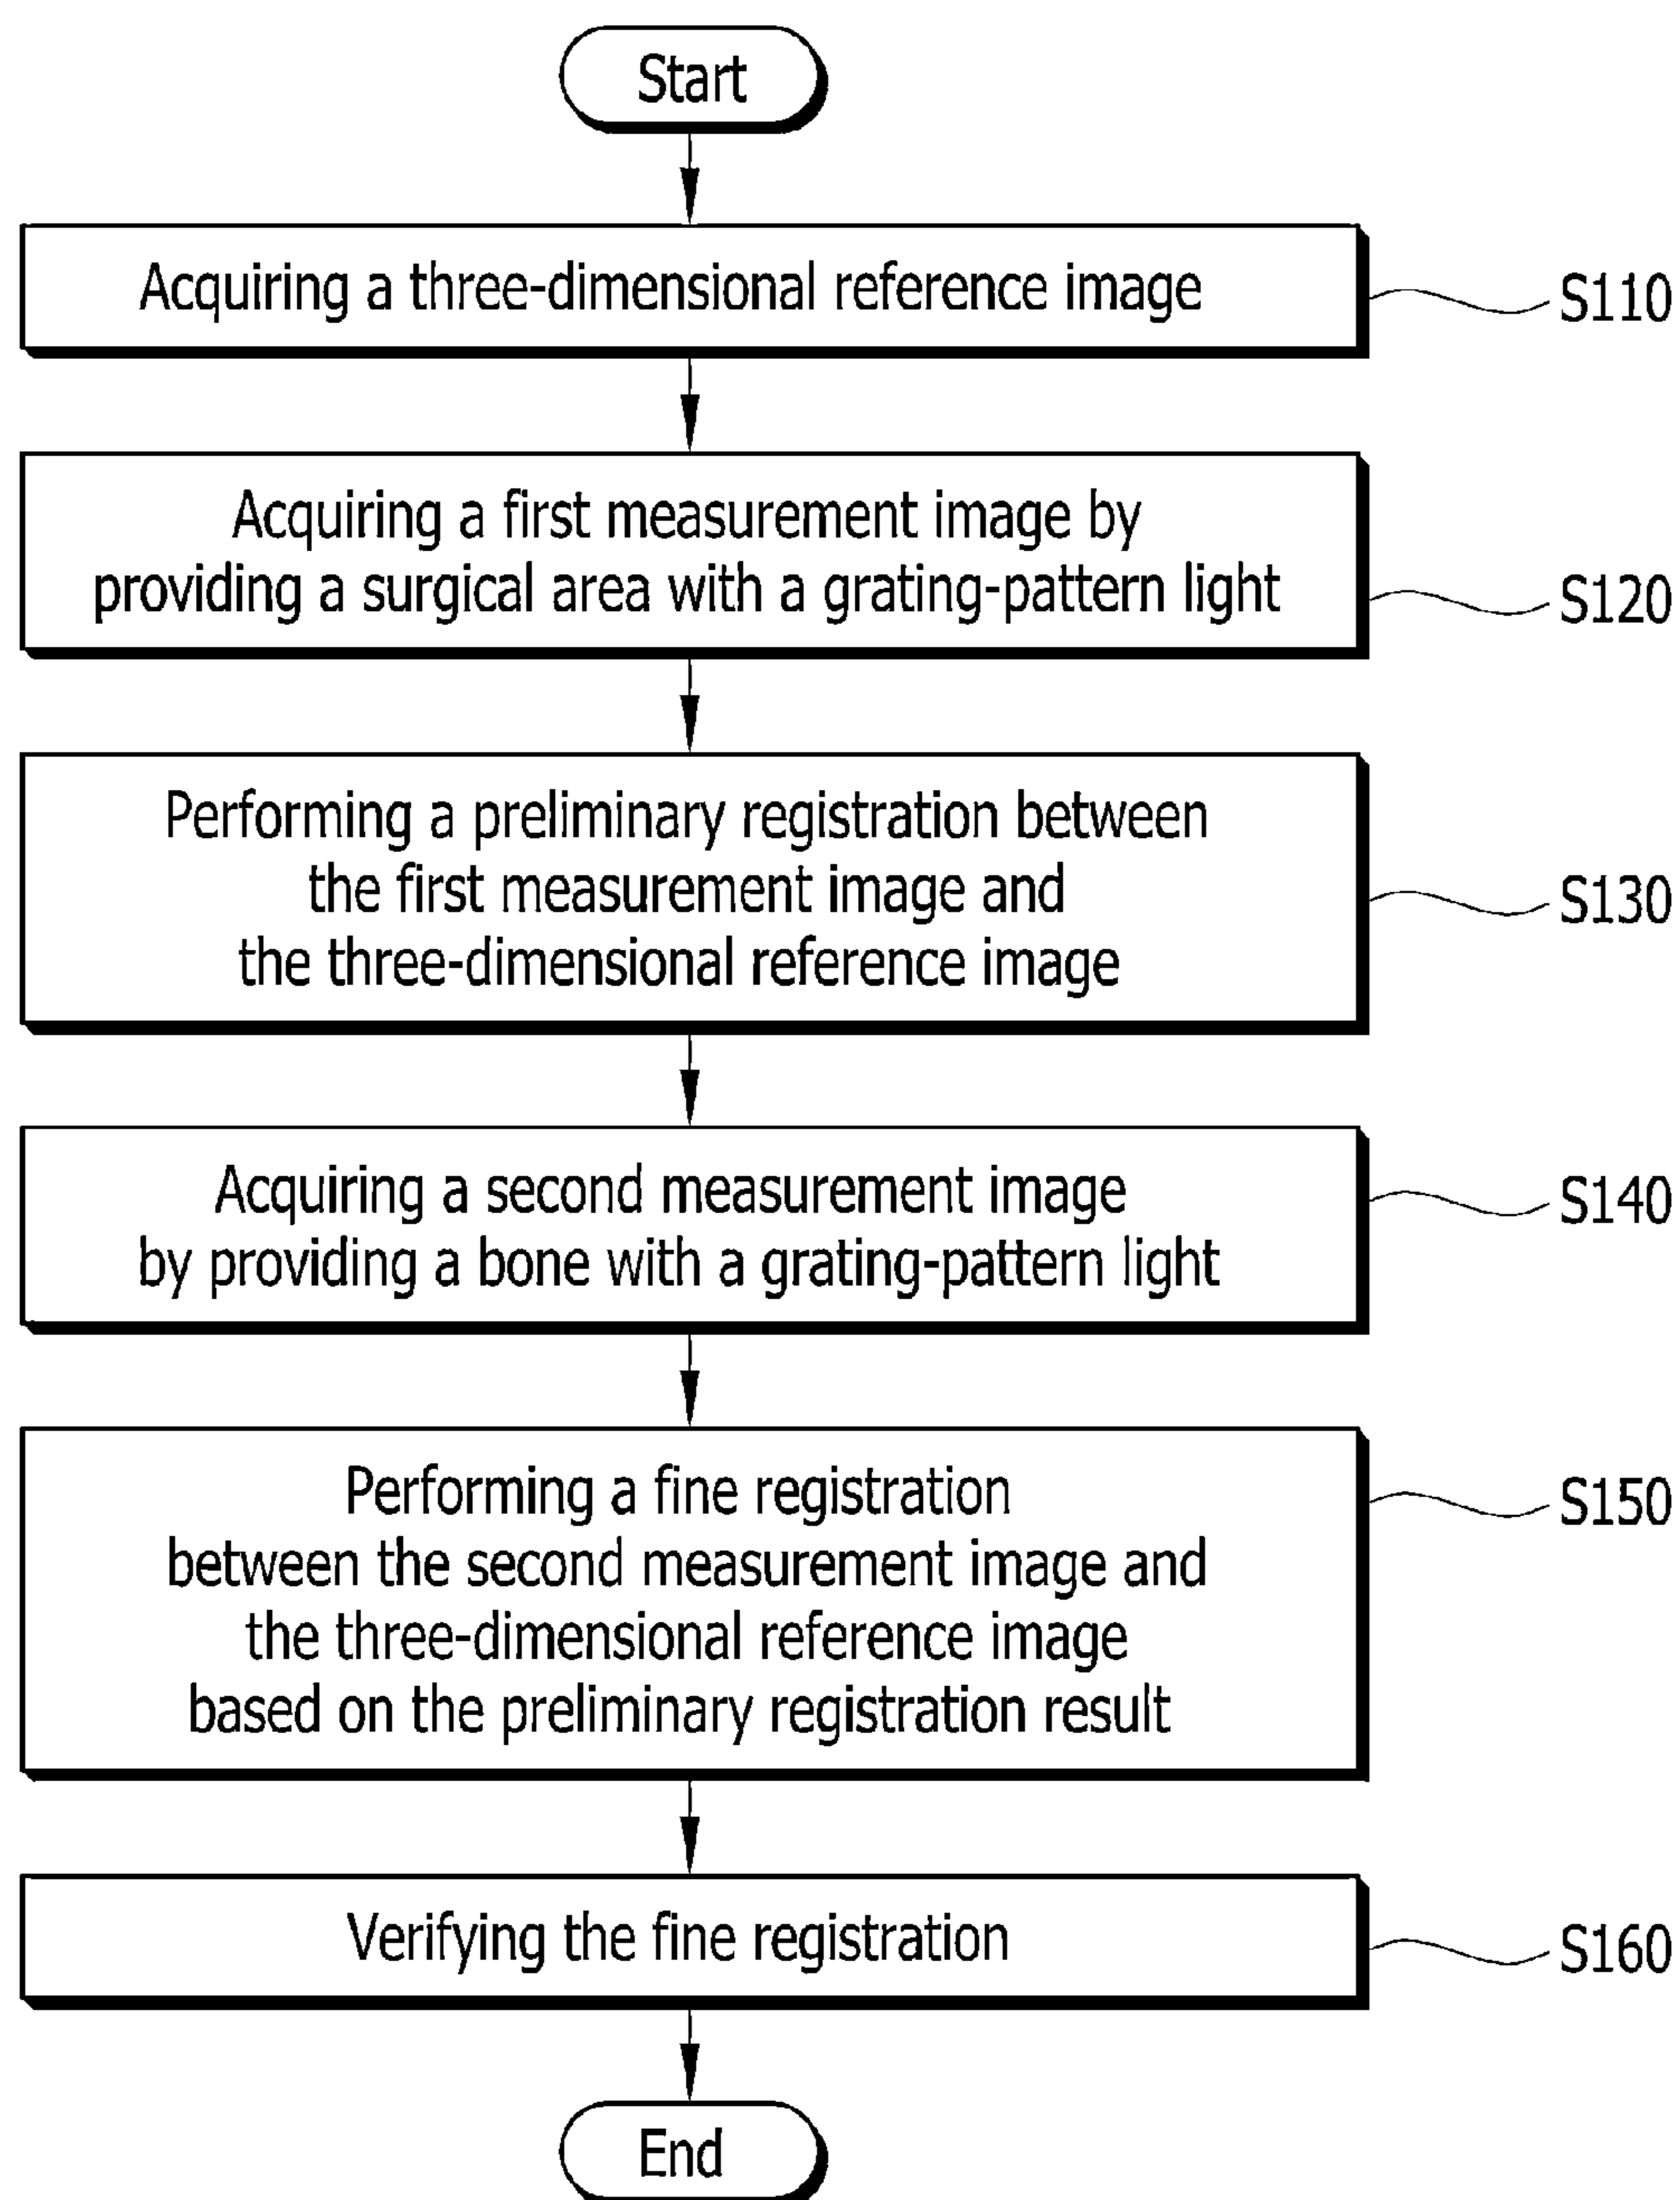 Start
Acquiring a three-dimensional reference image
S110
Acquiring a first measurement image by
providing a surgical area with a grating-pattern light
S120
Performing a preliminary registration between
the first measurement image and
the three-dimensional reference image
S130
Acquiring a second measurement image
by providing a bone with a grating-pattern light
S140
Performing a fine registration
between the second measurement image and
the three-dimensional reference image
based on the preliminary registration result
S150
Verifying the fine registration
S160
End